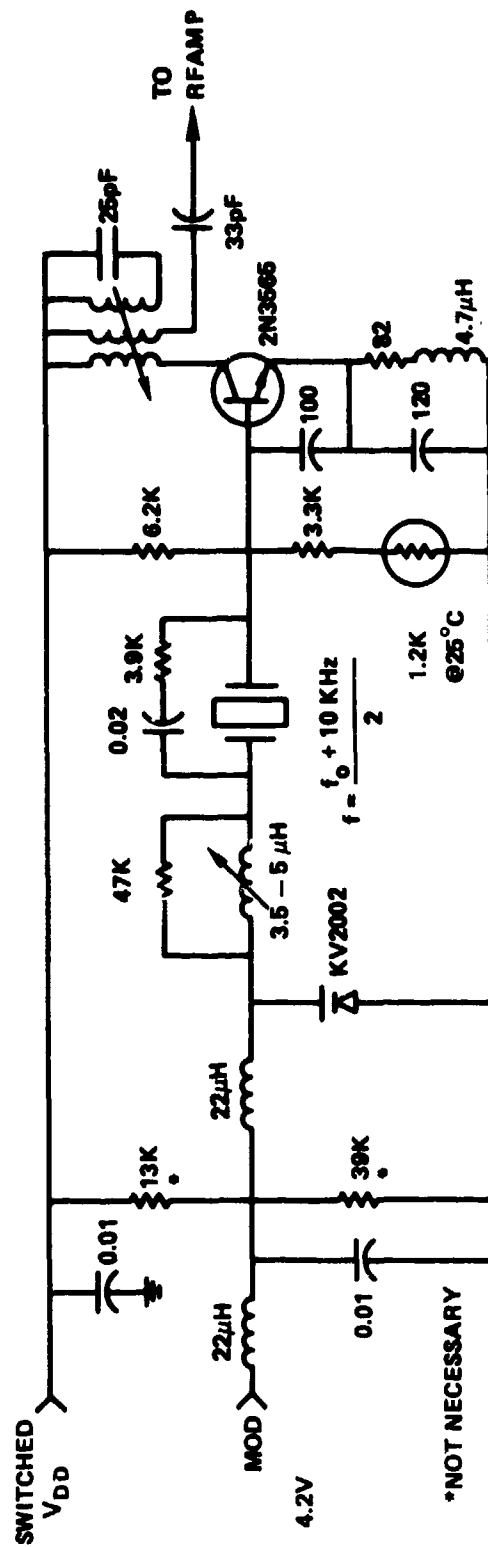 SWITCHED
VDD
0.01
13K
*
6.2K
25pF
TO
RFAMP
33pF
2N3565
47K
0.02
3.9K
MOD
22µH
22µH
3.5 – 5 µH
f = fo + 10 KHz
2
100
82
4.7µH
4.2V
0.01
39K
*
KV2002
3.3K
120
1.2K
@25°C
*NOT NECESSARY